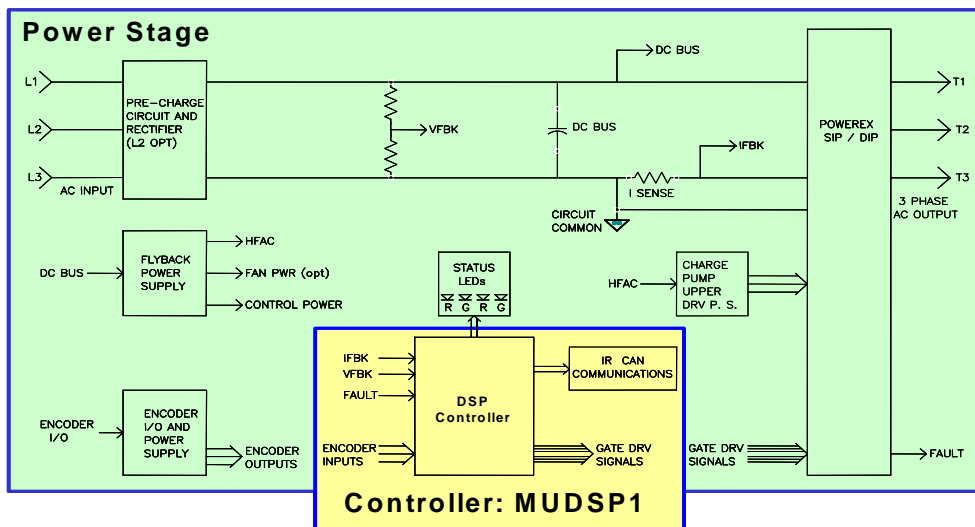 Power Stage
L1
L2
L3
AC INPUT
PRE-CHARGE
CIRCUIT AND
RECTIFIER
(L2 OPT)
VFBK
DC BUS
DC BUS
IFBK
I SENSE
CIRCUIT
COMMON
POWEREX
SIP / DIP
T1
T2
T3
3 PHASE
AC OUTPUT
DC BUS
FLYBACK
POWER
SUPPLY
HFAC
FAN PWR (opt)
CONTROL POWER
STATUS
LEDs
R G R G
HFAC
CHARGE
PUMP
UPPER
DRV P. S.
IFBK
VFBK
FAULT
ENCODER
INPUTS
DSP
Controller
IR CAN
COMMUNICATIONS
GATE DRV
SIGNALS
ENCODER
I/O
ENCODER
I/O AND
POWER
SUPPLY
ENCODER
OUTPUTS
GATE DRV
SIGNALS
FAULT
Controller: MUDSP1